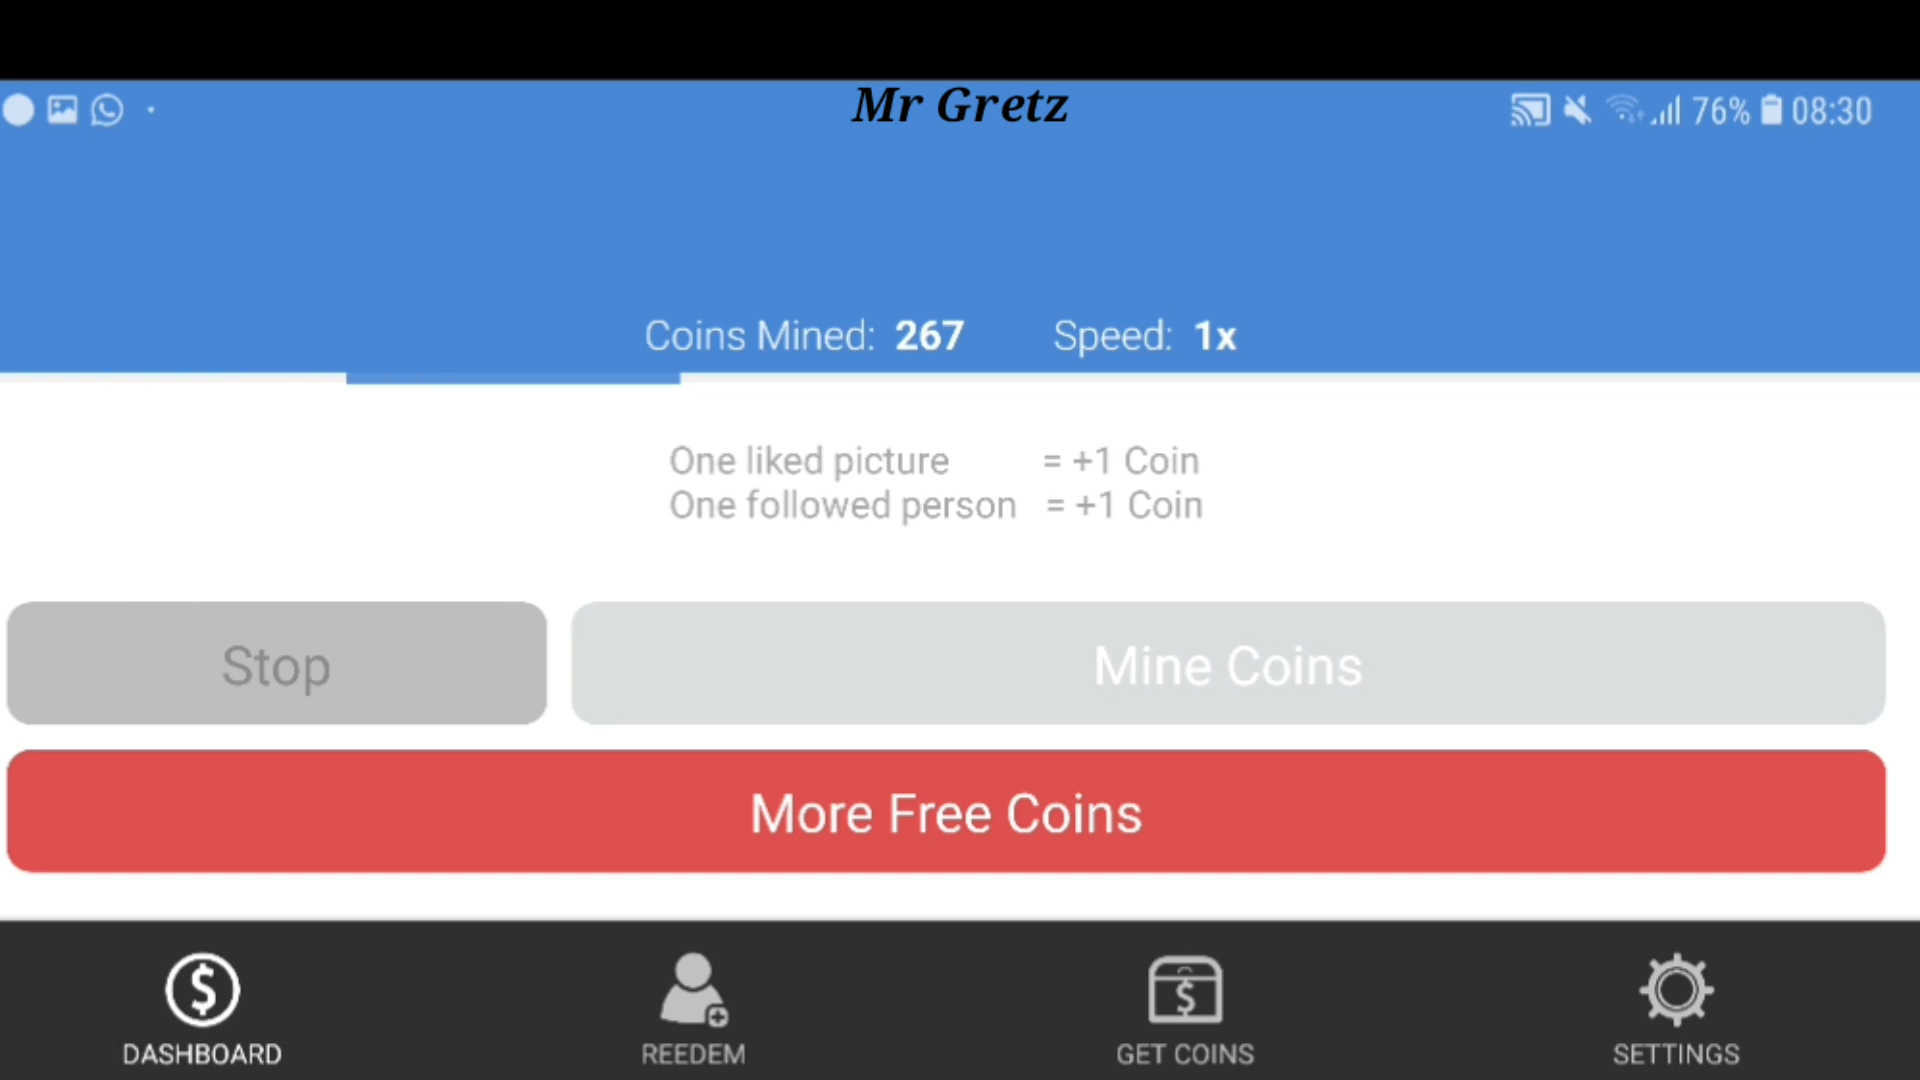 Mr Gretz
76% 08:30
Coins Mined: 267 Speed: 1x
One liked picture = +1 Coin
One followed person = +1 Coin
Stop Mine Coins
More Free Coins
DASHBOARD REEDEM GET COINS SETTINGS